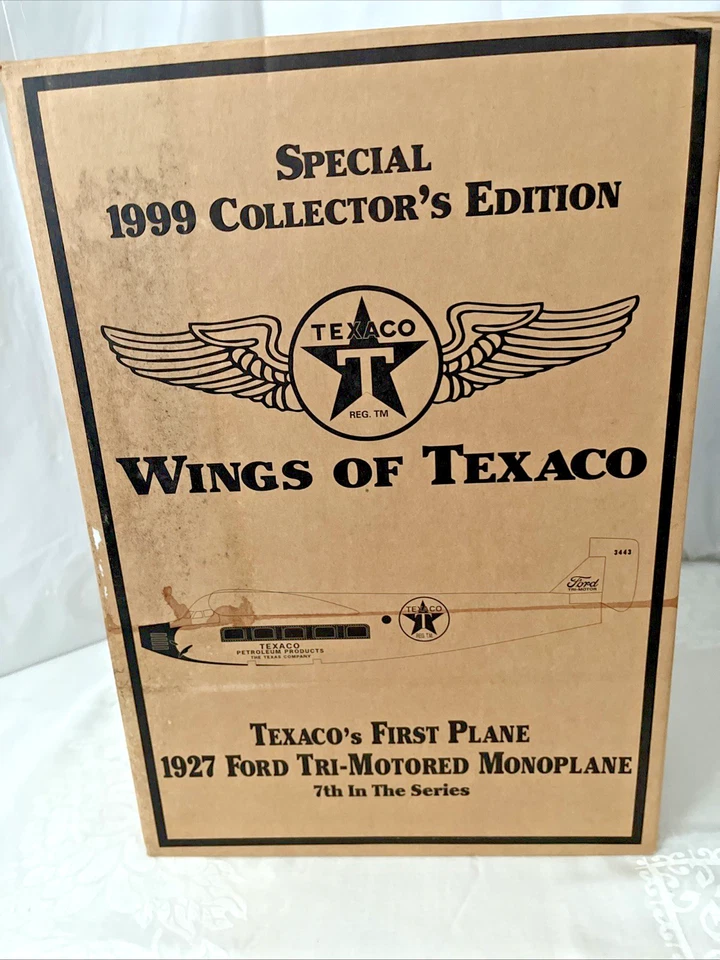 SPECIAL
1999 COLLECTOR'S EDITION
TEXACO
T
REG. TM
WINGS OF TEXACO
3443
Ford
TRI-MOTOR
TEXACO
T
REG. TM
TEXACO
PETROLEUM PRODUCTS
THE TEXAS COMPANY
TEXACO'S FIRST PLANE
1927 FORD TRI-MOTORED MONOPLANE
7th In The Series